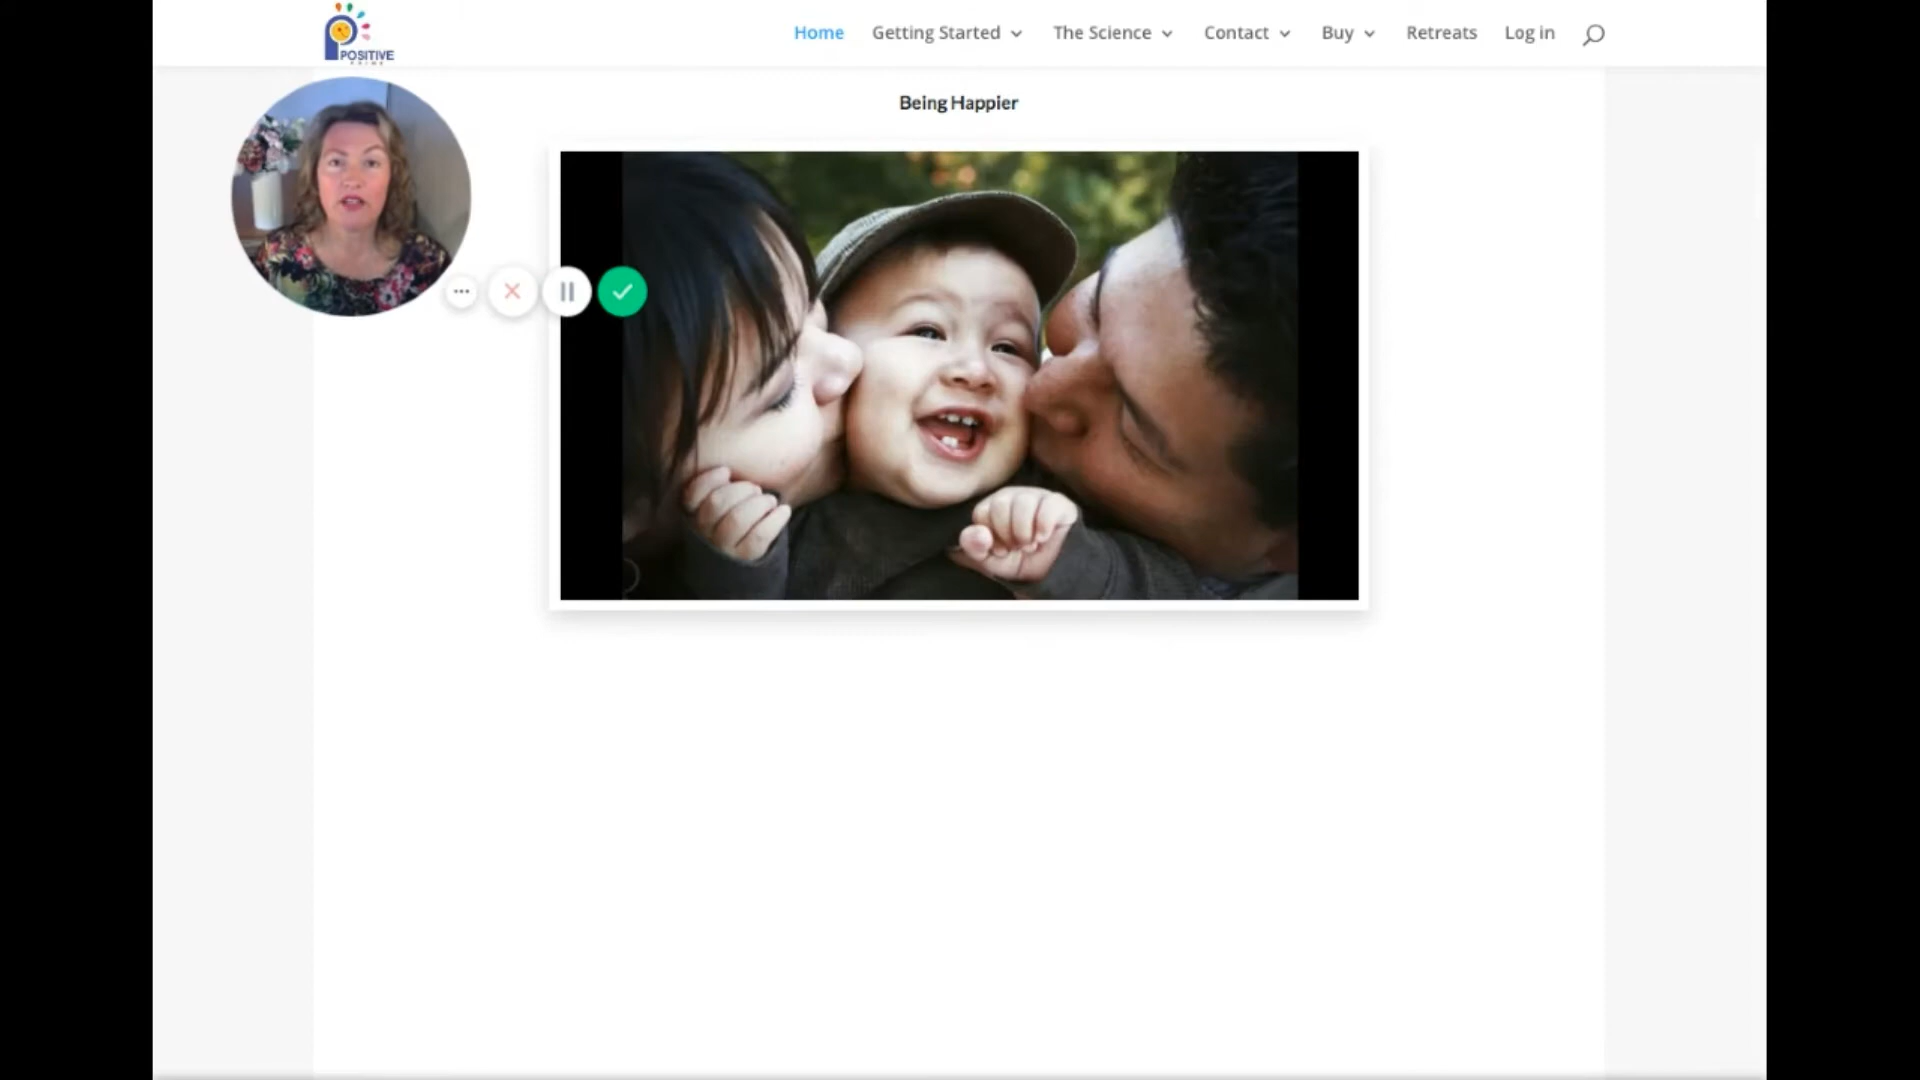 POSITIVE
Home Getting Started The Science Contact Buy Retreats Log in
Being Happier